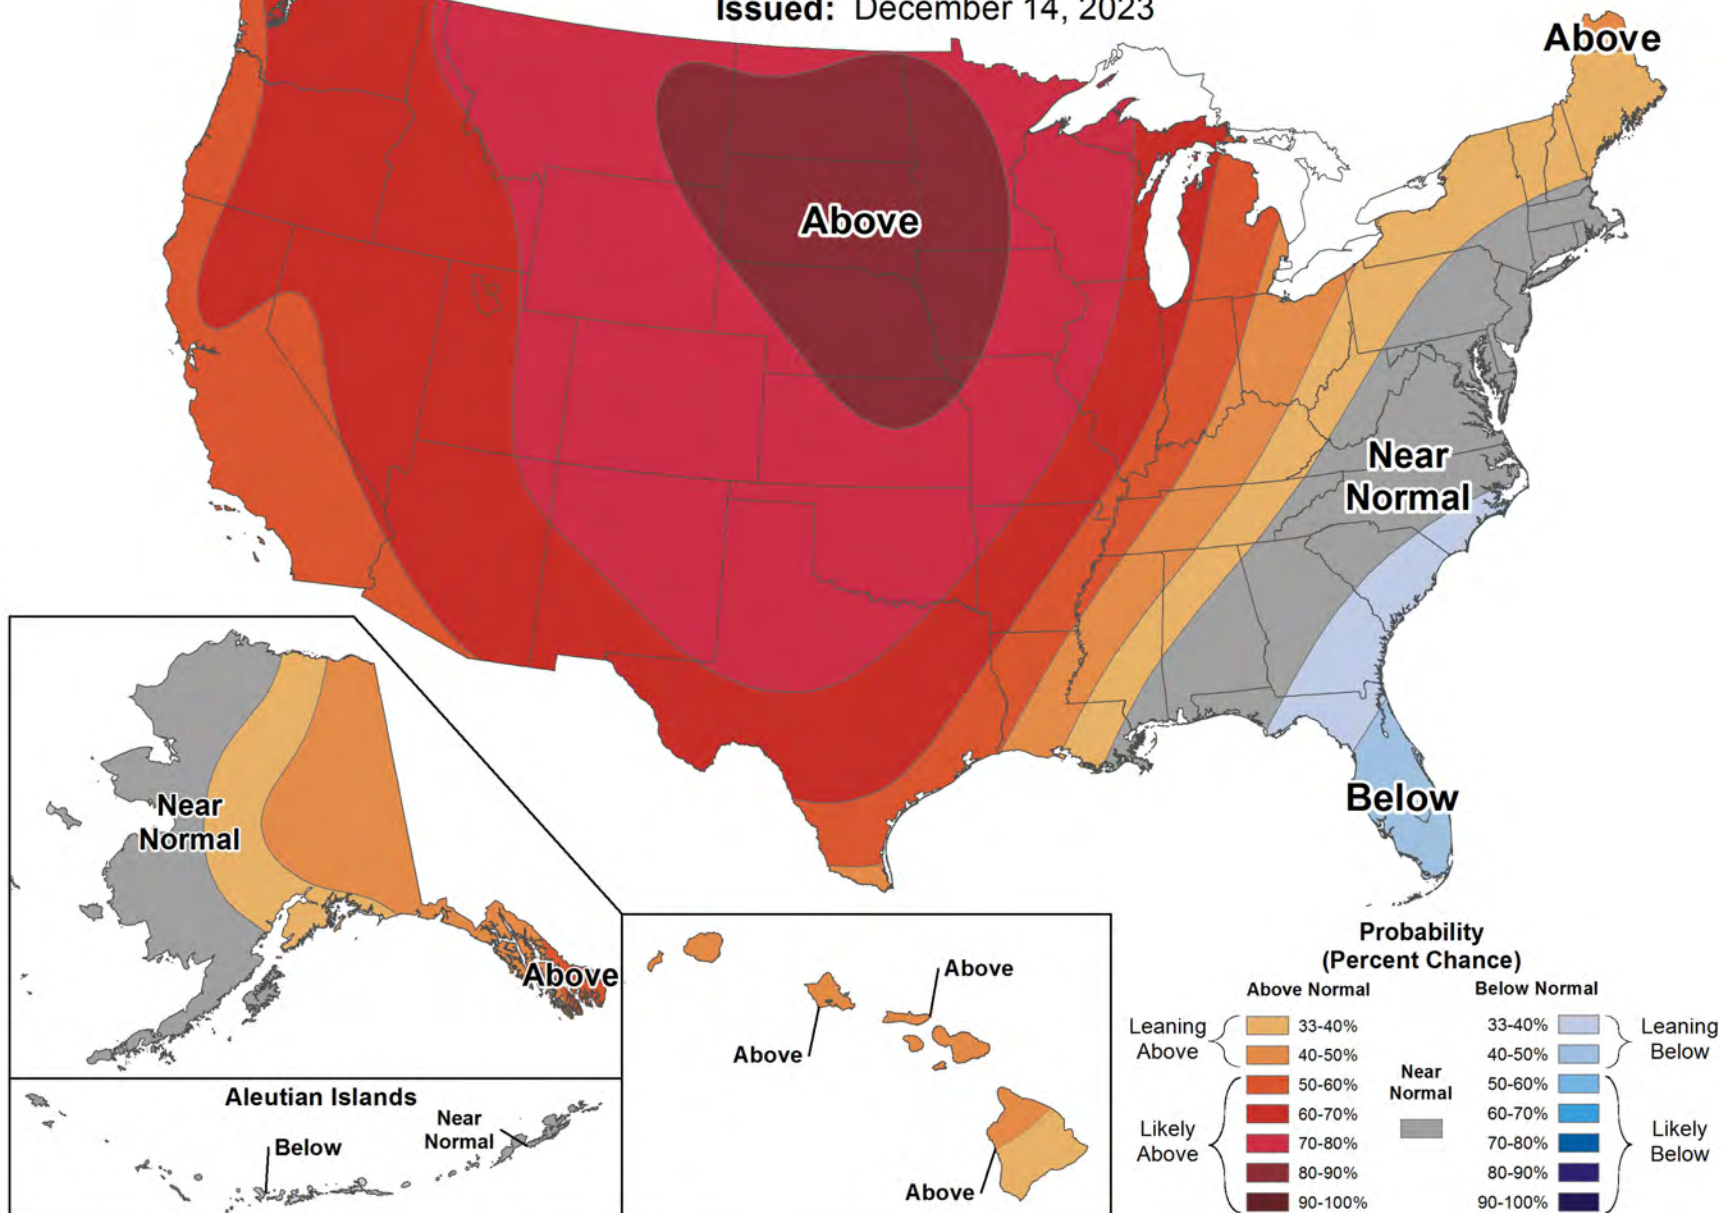 Issued: December 14, 2023
Above
Above
Near
Normal
Below
Near
Normal
Above
Aleutian Islands
Near
Normal
Below
Above
Above
Above
Probability
(Percent Chance)
Above Normal
Below Normal
Leaning
Above
33-40%
40-50%
Likely
Above
50-60%
60-70%
70-80%
80-90%
90-100%
Near
Normal
33-40%
40-50%
Leaning
Below
50-60%
60-70%
70-80%
80-90%
90-100%
Likely
Below